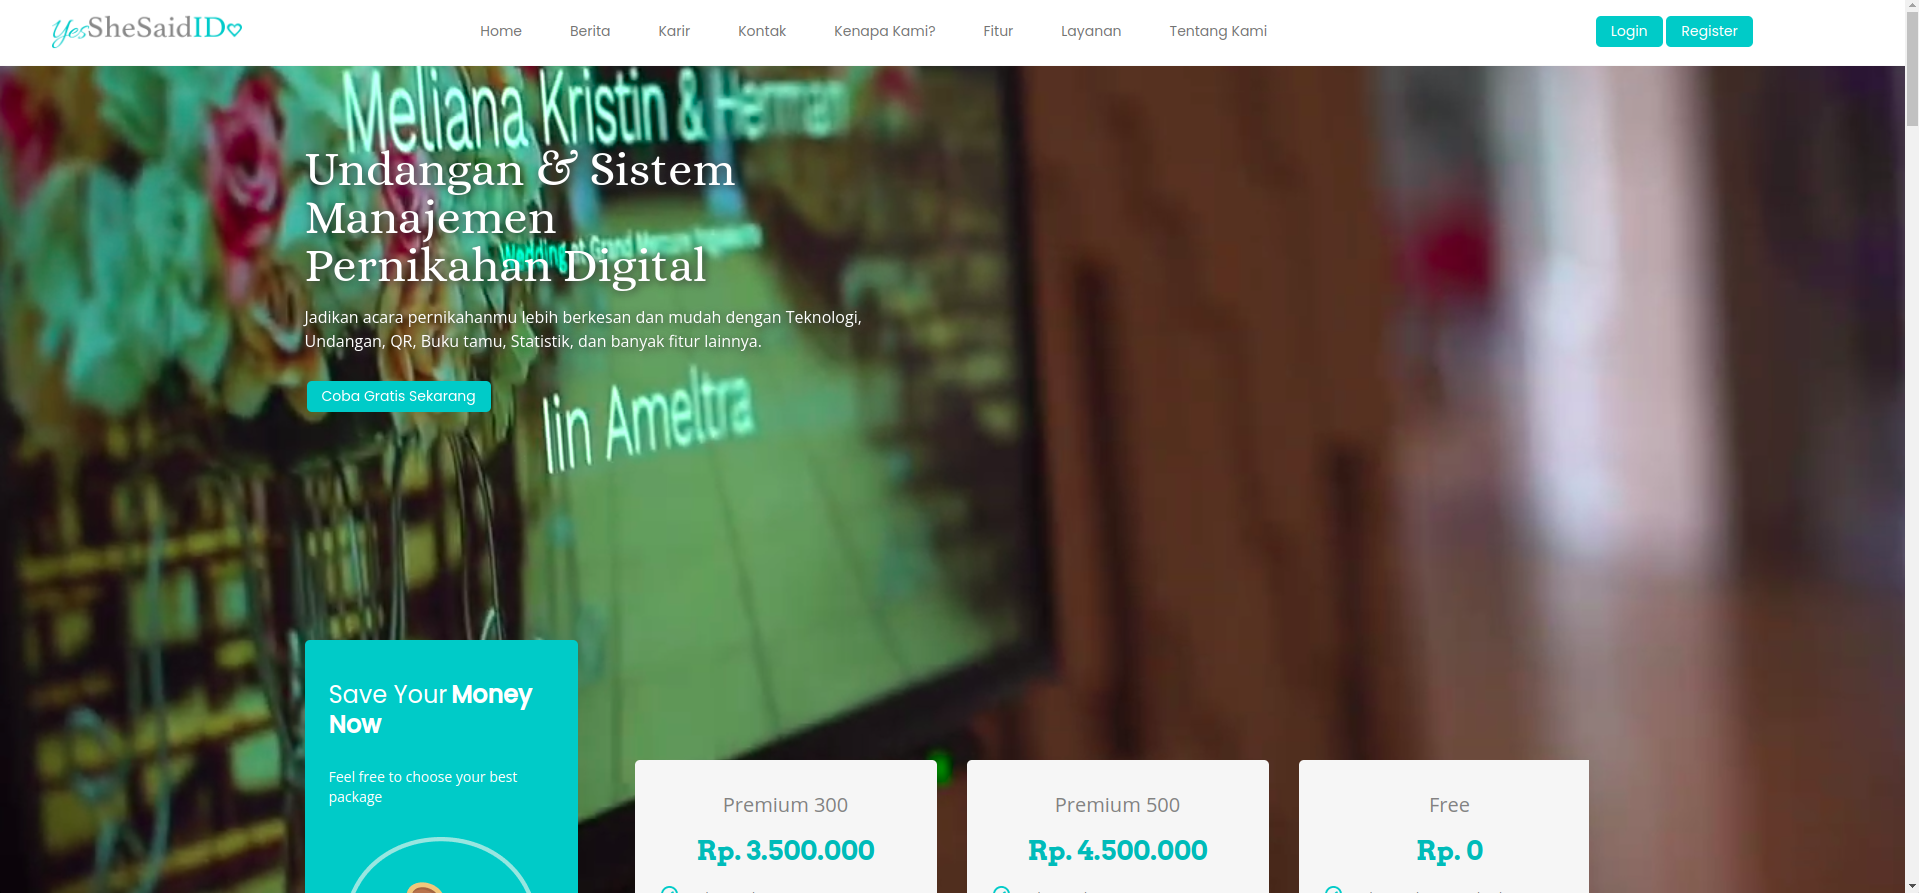 YesSheSaidID
Home
Berita
Karir
Kontak
Kenapa Kami?
Fitur
Layanan
Tentang Kami
Login
Register
Meliana Kristin & Herman
Undangan & Sistem
Manajemen
Wedding at Grand
Pernikahan Digital
Jadikan acara pernikahanmu lebih berkesan dan mudah dengan Teknologi,
Undangan, QR, Buku tamu, Statistik, dan banyak fitur lainnya.
Coba Gratis Sekarang
Iin Ameltra
Save Your Money
Now
Feel free to choose your best
package
Premium 300
Rp. 3.500.000
Premium 500
Rp. 4.500.000
Free
Rp. 0